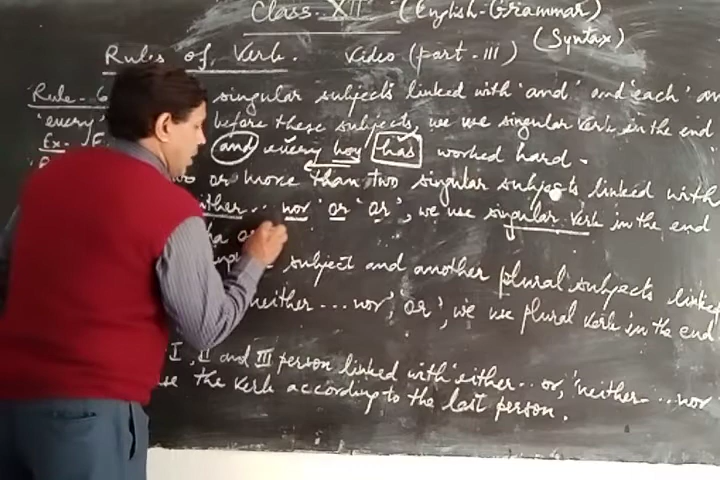 Class-XII (English-Grammar)
(Syntax)
Rules of Verb. Video (part-III)
Rule-6 singular subjects linked with 'and' and 'each' an
'every' before these subjects, we use singular verb in the end
Ex- and every boy has worked hard-
or more than two singular subjects linked with
either... nor' or 'or', we use singular verb in the end
subject and another plural subjects linked
neither... nor', 'or', we use plural verb in the end
I, II and III person linked with 'either.. or, 'neither... nor
the verb according to the last person.